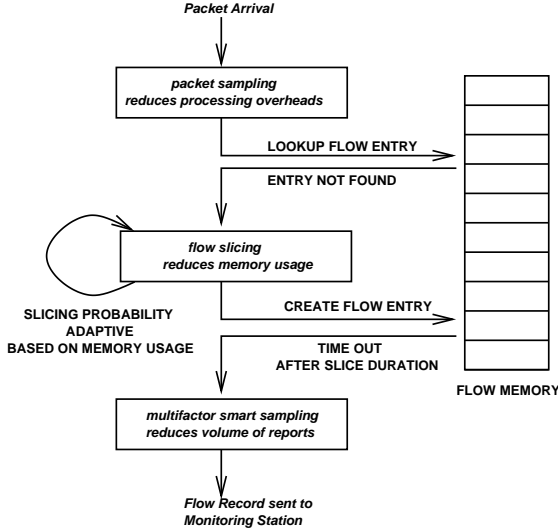 Packet Arrival
packet sampling
reduces processing overheads
LOOKUP FLOW ENTRY
ENTRY NOT FOUND
flow slicing
reduces memory usage
SLICING PROBABILITY
ADAPTIVE
BASED ON MEMORY USAGE
CREATE FLOW ENTRY
TIME OUT
AFTER SLICE DURATION
FLOW MEMORY
multifactor smart sampling
reduces volume of reports
Flow Record sent to
Monitoring Station